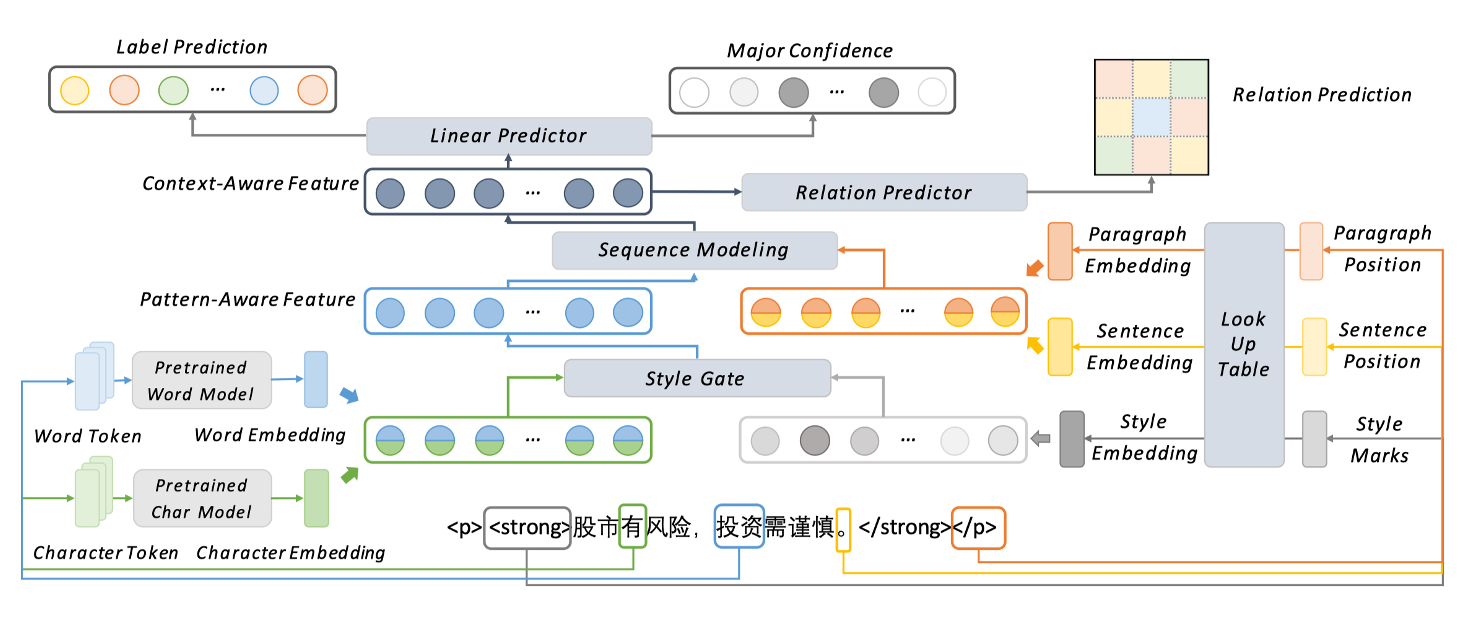 Label Prediction
Major Confidence
Relation Prediction
Linear Predictor
Context-Aware Feature
Relation Predictor
Sequence Modeling
Paragraph
Embedding
Paragraph
Position
Pattern-Aware Feature
Look
Up
Table
Sentence
Embedding
Sentence
Position
Pretrained
Word Model
Style Gate
Word Token
Word Embedding
Style
Embedding
Style
Marks
Pretrained
Char Model
<p><strong>股市有风险，投资需谨慎。</strong></p>
Character Token
Character Embedding